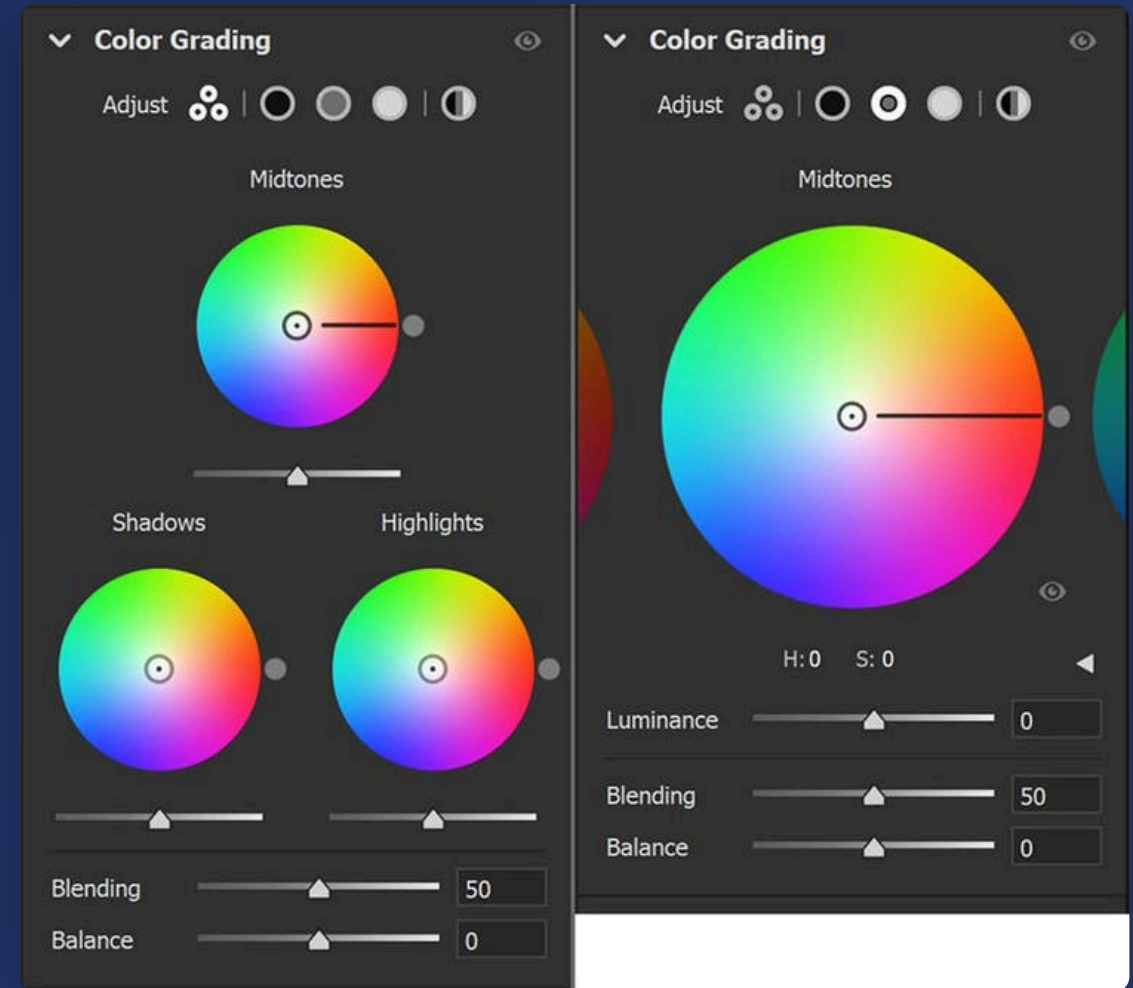 Color Grading
Adjust
Midtones
Shadows
Highlights
Blending
50
Balance
0
Color Grading
Adjust
Midtones
H: 0 S: 0
Luminance
0
Blending
50
Balance
0